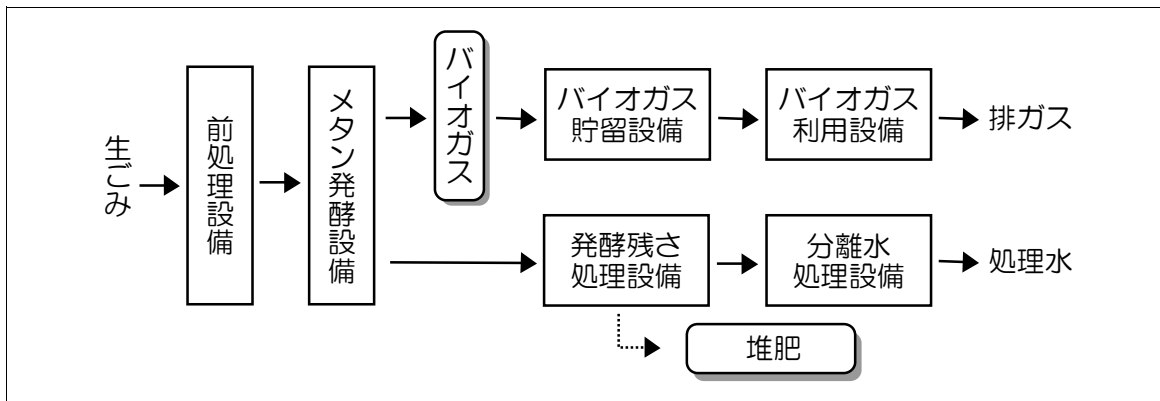 生ごみ
前処理設備
メタン発酵設備
バイオガス
バイオガス
貯留設備
バイオガス
利用設備
排ガス
発酵残さ
処理設備
分離水
処理設備
処理水
堆肥